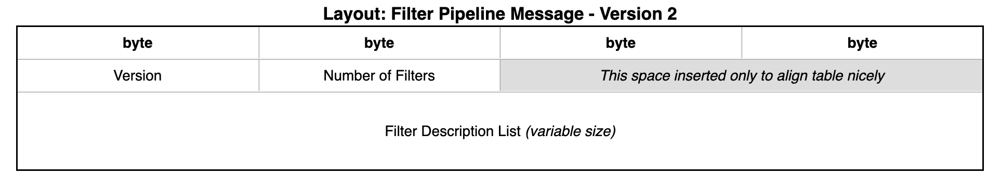 Layout: Filter Pipeline Message - Version 2
byte byte byte byte
Version Number of Filters This space inserted only to align table nicely
Filter Description List (variable size)